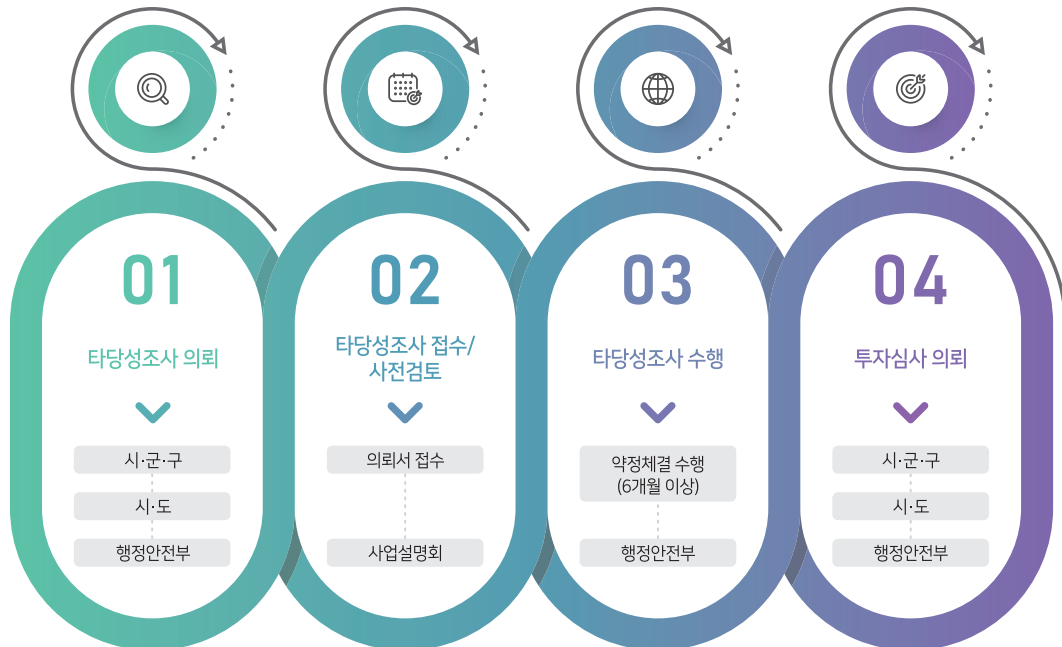 01
타당성조사 의뢰
시·군·구
시·도
행정안전부
02
타당성조사 접수/
사전검토
의뢰서 접수
사업설명회
03
타당성조사 수행
약정체결 수행
(6개월 이상)
행정안전부
04
투자심사 의뢰
시·군·구
시·도
행정안전부